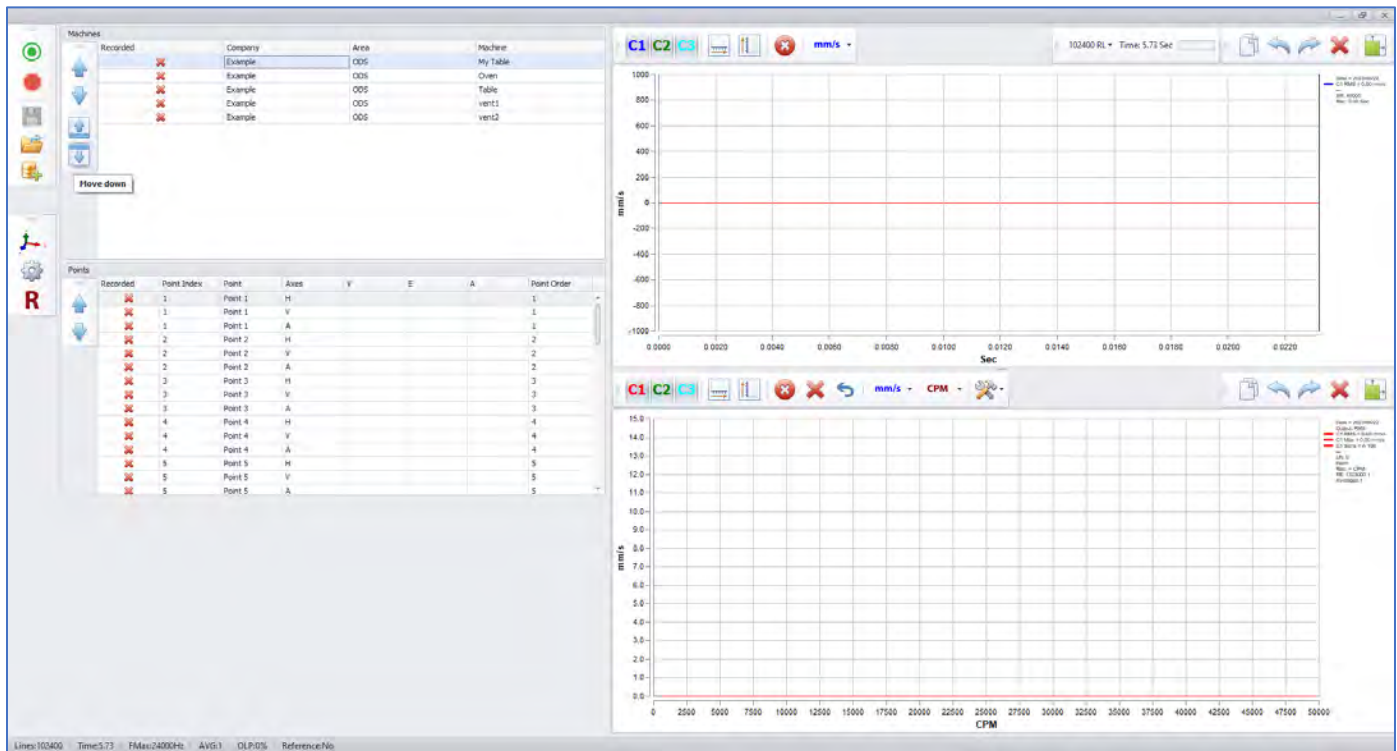 Machines
Recorded Company Area Machine
Example ODS My Table
Example ODS Oven
Example ODS Table
Example ODS vent1
Example ODS vent2
Move down
R
Points
Recorded Point Index Point Axes V E A Point Order
1 Point 1 H 1
1 Point 1 V 1
1 Point 1 A 1
2 Point 2 H 2
2 Point 2 V 2
2 Point 2 A 2
3 Point 3 H 3
3 Point 3 V 3
3 Point 3 A 3
4 Point 4 H 4
4 Point 4 V 4
4 Point 4 A 4
5 Point 5 H 5
5 Point 5 V 5
5 Point 5 A 5
C1 C2 C3 mm/s 102400 RL Time: 5.73 Sec
1000
800
600
400
200
0
-200
-400
-600
-800
-1000
mm/s
0.0000 0.0020 0.0040 0.0060 0.0080 0.0100 0.0120 0.0140 0.0160 0.0180 0.0200 0.0220
Sec
C1 C2 C3 mm/s CPM
15.0
14.0
13.0
12.0
11.0
10.0
9.0
8.0
7.0
6.0
5.0
4.0
3.0
2.0
1.0
0.0
mm/s
0 2500 5000 7500 10000 12500 15000 17500 20000 22500 25000 27500 30000 32500 35000 37500 40000 42500 45000 47500 50000
CPM
Lines:102400 Time:5.73 FMax:24000Hz AVG:1 OLP:0% Reference:No